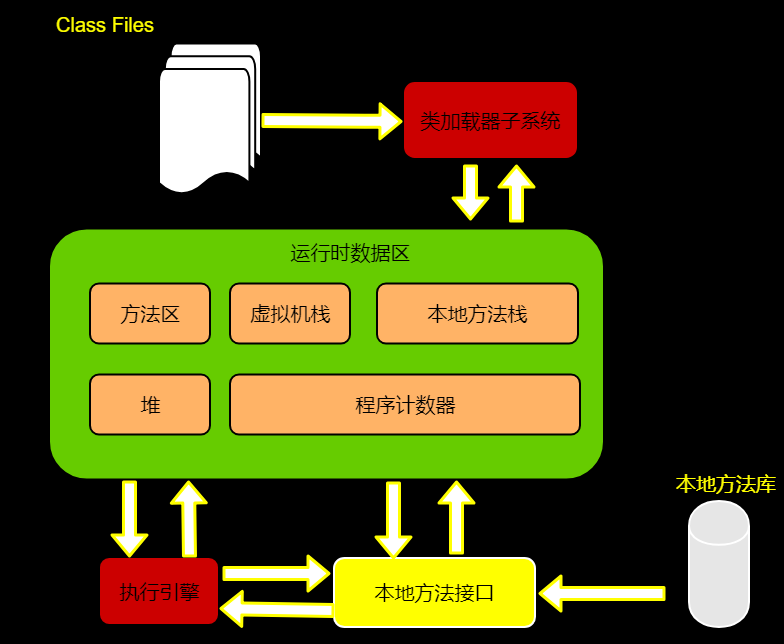 Class Files
类加载器子系统
运行时数据区
方法区
虚拟机栈
本地方法栈
堆
程序计数器
本地方法库
执行引擎
本地方法接口